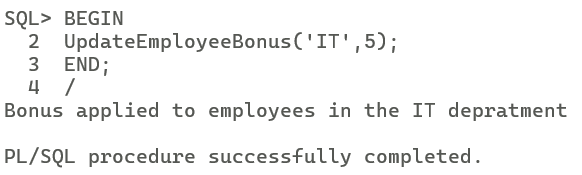 SQL> BEGIN
  2  UpdateEmployeeBonus('IT',5);
  3  END;
  4  /
Bonus applied to employees in the IT depratment
PL/SQL procedure successfully completed.